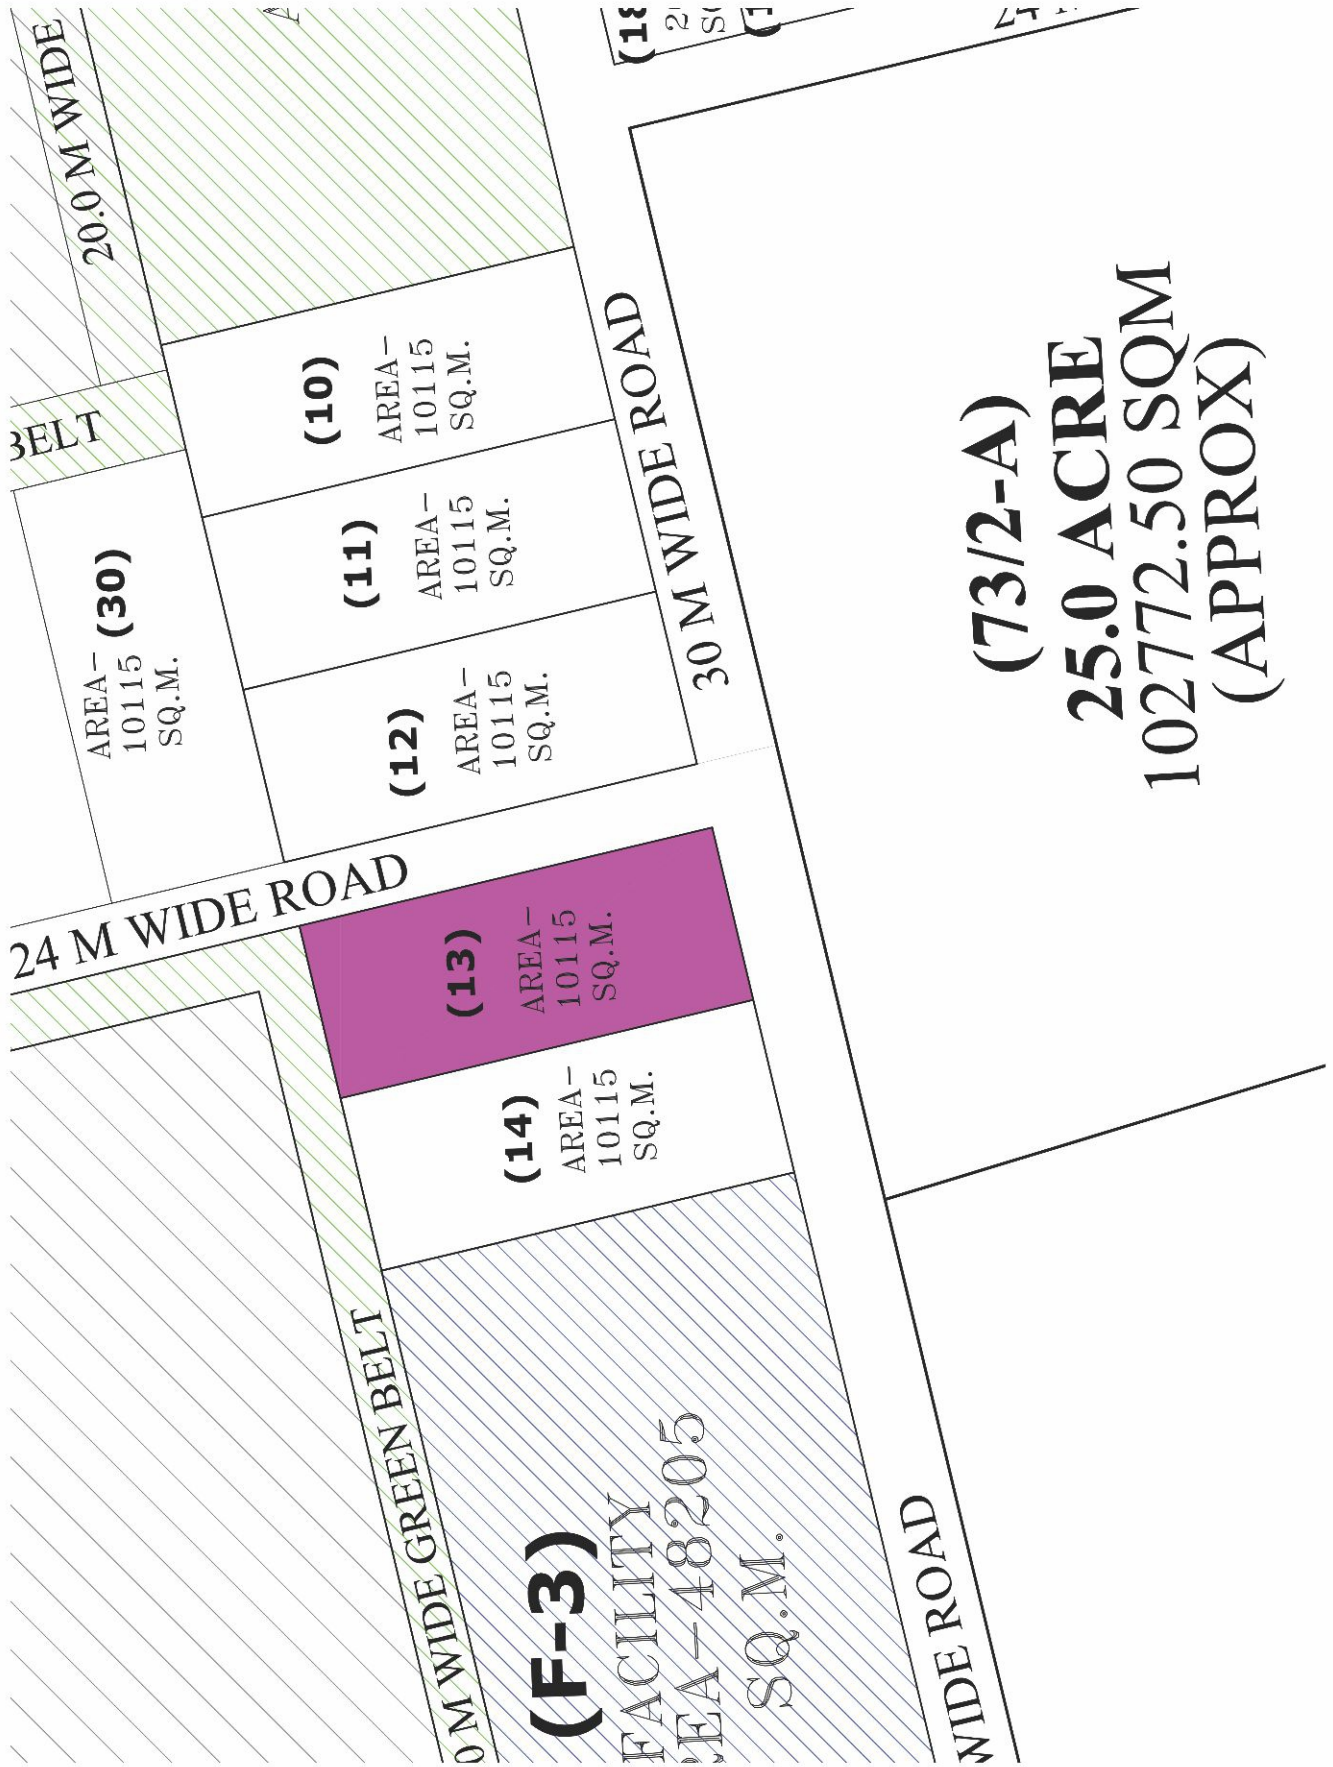 20.0 M WIDE
BELT
(10)
AREA-
10115
SQ.M.
(11)
AREA-
10115
SQ.M.
(12)
AREA-
10115
SQ.M.
(30)
AREA-
10115
SQ.M.
30 M WIDE ROAD
(73/2-A)
25.0 ACRE
102772.50 SQM
(APPROX)
24 M WIDE ROAD
(13)
AREA-
10115
SQ.M.
(14)
AREA-
10115
SQ.M.
0 M WIDE GREEN BELT
(F-3)
FACILITY
REA-48205
SQ.M.
WIDE ROAD